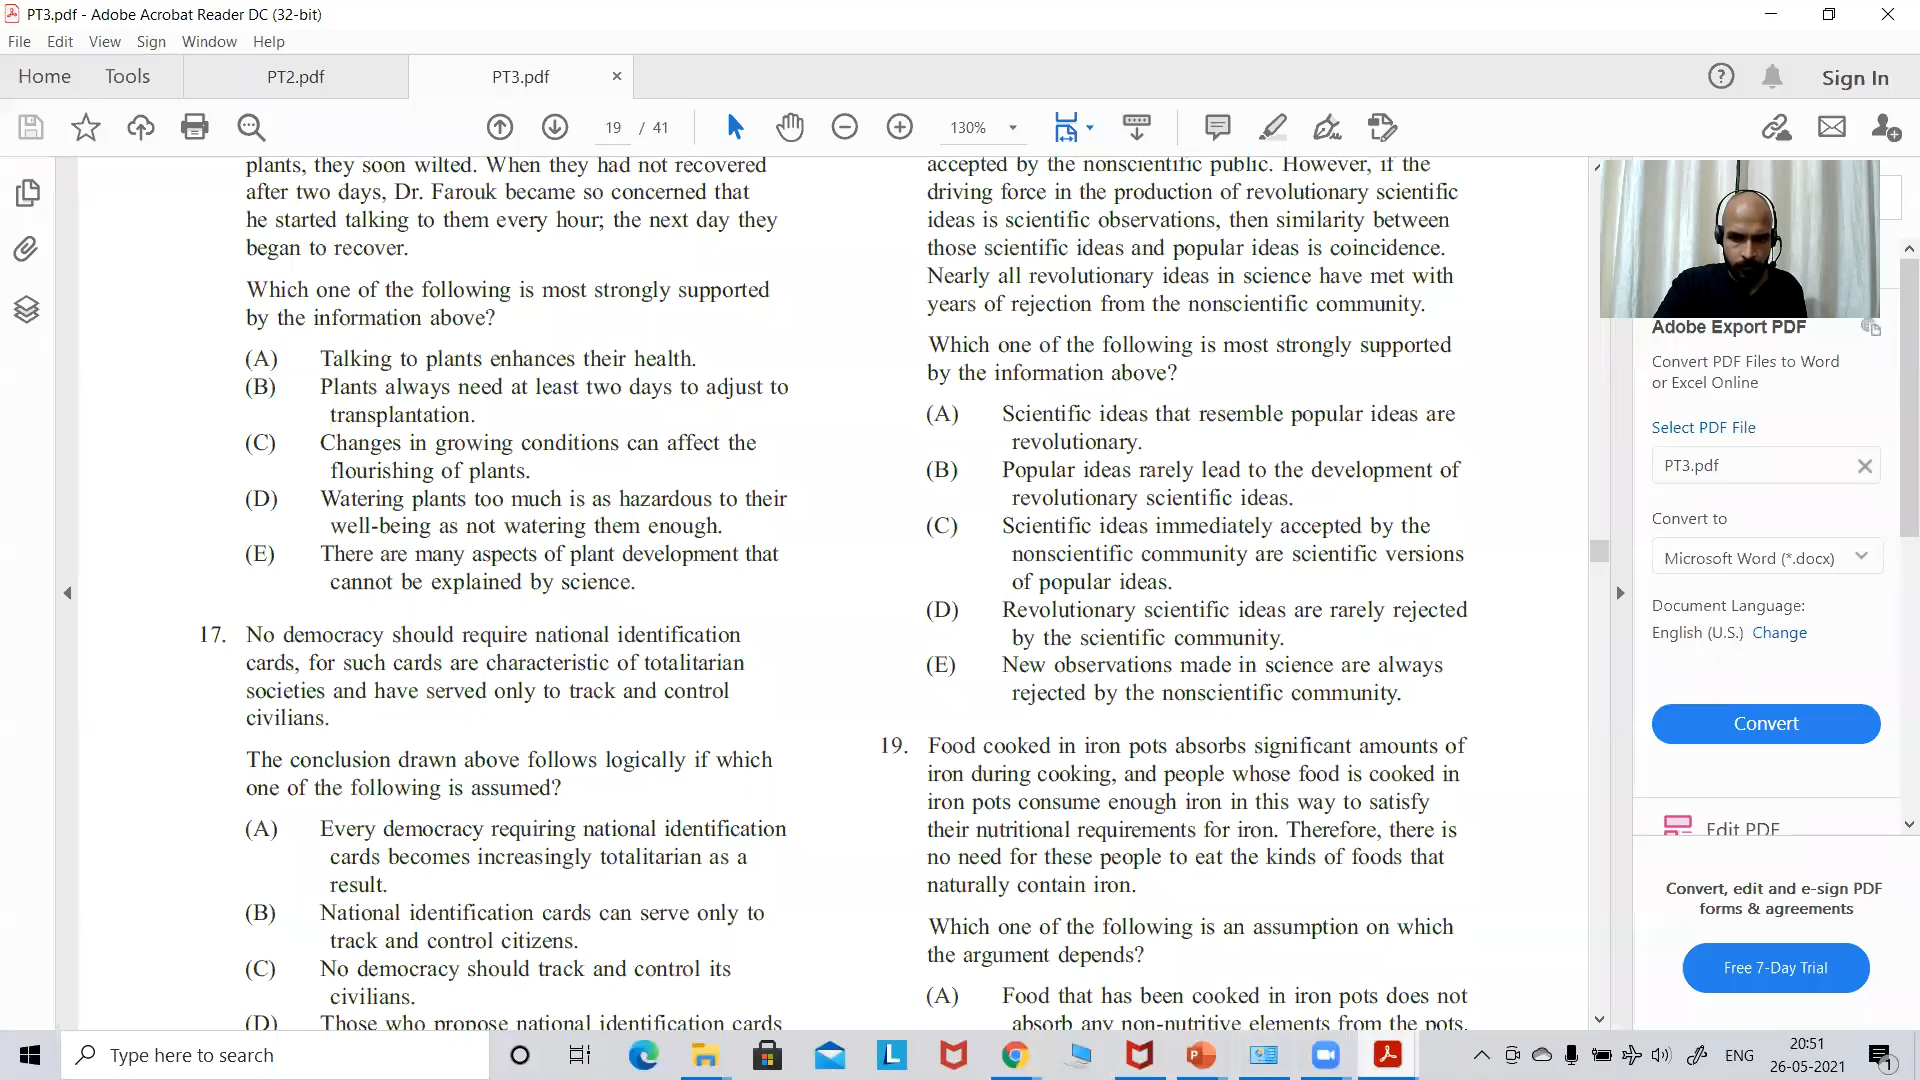 PT3.pdf - Adobe Acrobat Reader DC (32-bit)
File Edit View Sign Window Help
Home Tools PT2.pdf PT3.pdf × Sign In
19 / 41 130%
plants, they soon wilted. When they had not recovered
after two days, Dr. Farouk became so concerned that
he started talking to them every hour; the next day they
began to recover.
Which one of the following is most strongly supported
by the information above?
(A) Talking to plants enhances their health.
(B) Plants always need at least two days to adjust to
transplantation.
(C) Changes in growing conditions can affect the
flourishing of plants.
(D) Watering plants too much is as hazardous to their
well-being as not watering them enough.
(E) There are many aspects of plant development that
cannot be explained by science.
17. No democracy should require national identification
cards, for such cards are characteristic of totalitarian
societies and have served only to track and control
civilians.
The conclusion drawn above follows logically if which
one of the following is assumed?
(A) Every democracy requiring national identification
cards becomes increasingly totalitarian as a
result.
(B) National identification cards can serve only to
track and control citizens.
(C) No democracy should track and control its
civilians.
(D) Those who propose national identification cards
accepted by the nonscientific public. However, if the
driving force in the production of revolutionary scientific
ideas is scientific observations, then similarity between
those scientific ideas and popular ideas is coincidence.
Nearly all revolutionary ideas in science have met with
years of rejection from the nonscientific community.
Which one of the following is most strongly supported
by the information above?
(A) Scientific ideas that resemble popular ideas are
revolutionary.
(B) Popular ideas rarely lead to the development of
revolutionary scientific ideas.
(C) Scientific ideas immediately accepted by the
nonscientific community are scientific versions
of popular ideas.
(D) Revolutionary scientific ideas are rarely rejected
by the scientific community.
(E) New observations made in science are always
rejected by the nonscientific community.
19. Food cooked in iron pots absorbs significant amounts of
iron during cooking, and people whose food is cooked in
iron pots consume enough iron in this way to satisfy
their nutritional requirements for iron. Therefore, there is
no need for these people to eat the kinds of foods that
naturally contain iron.
Which one of the following is an assumption on which
the argument depends?
(A) Food that has been cooked in iron pots does not
absorb any non-nutritive elements from the pots.
Adobe Export PDF
Convert PDF Files to Word
or Excel Online
Select PDF File
PT3.pdf
Convert to
Microsoft Word (*.docx)
Document Language:
English (U.S.) Change
Convert
Edit PDF
Convert, edit and e-sign PDF
forms & agreements
Free 7-Day Trial
Type here to search
ENG
20:51
26-05-2021
1